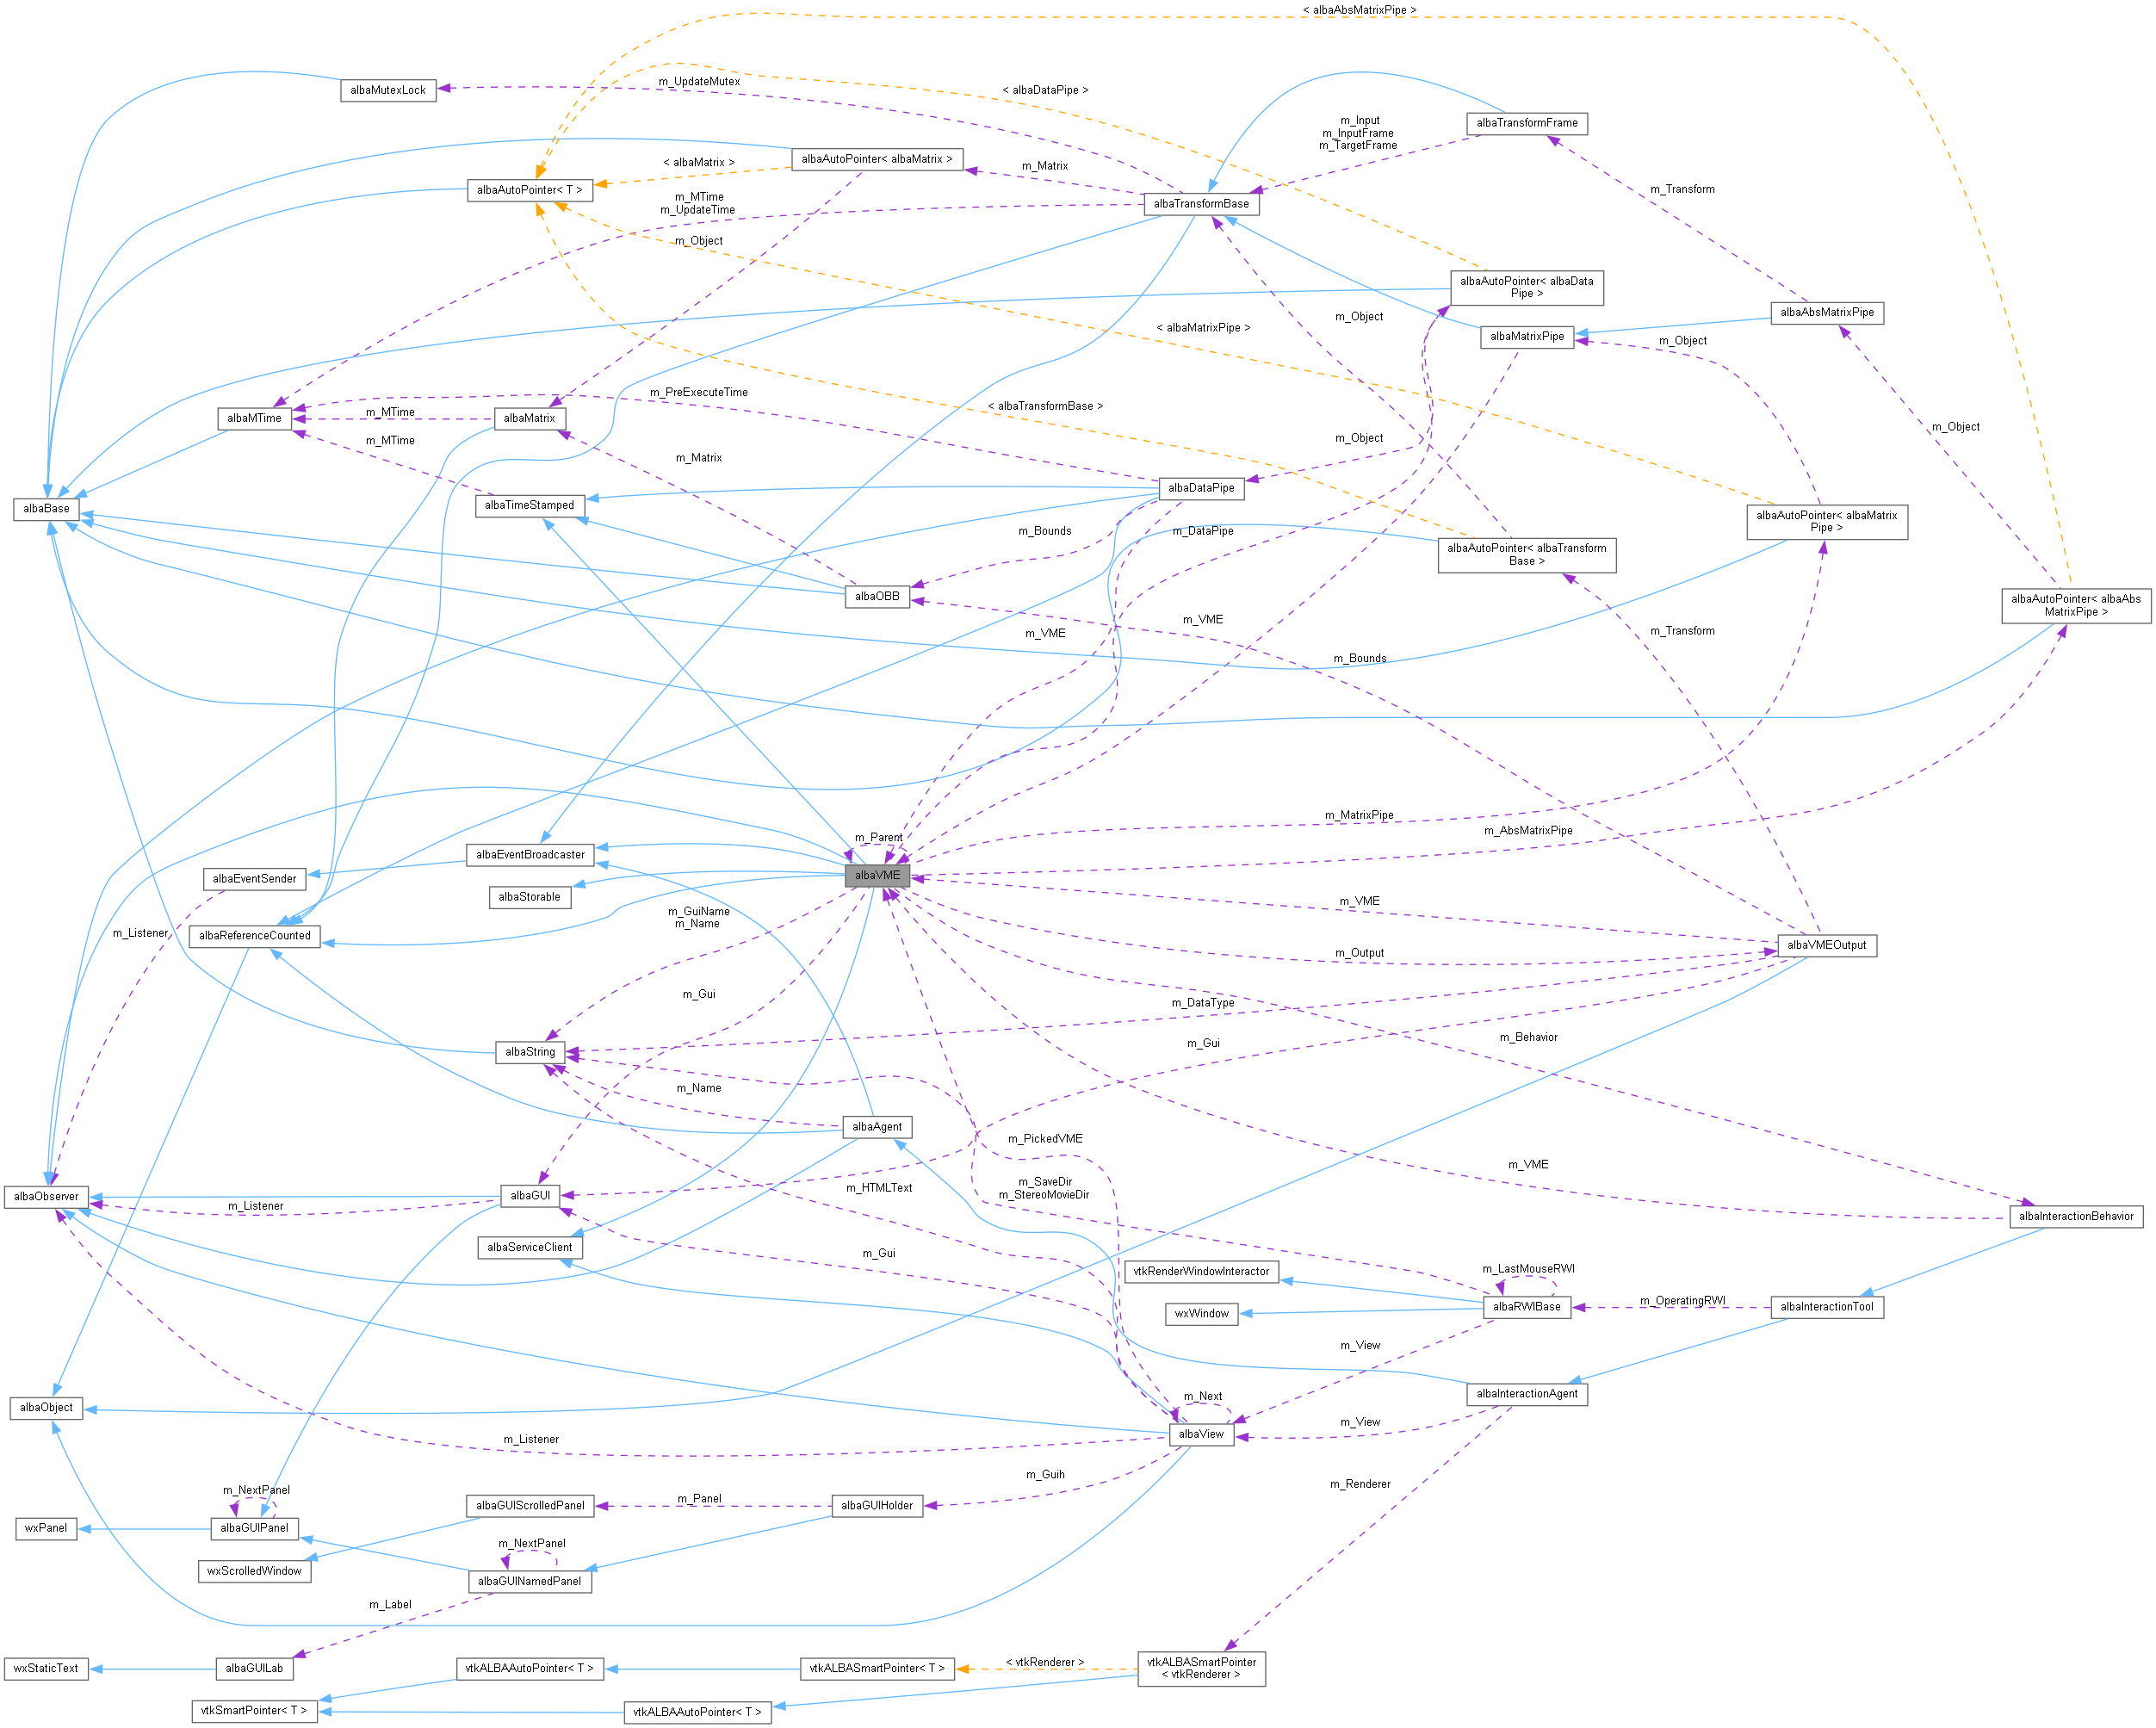 < albaAbsMatrixPipe >
m_UpdateMutex
albaMutexLock
< albaDataPipe >
m_Input
m_InputFrame
m_TargetFrame
albaTransformFrame
albaAutoPointer< albaMatrix >
< albaMatrix >
m_Matrix
albaAutoPointer< T >
m_Transform
m_MTime
m_UpdateTime
albaTransformBase
m_Object
albaAutoPointer< albaData
Pipe >
albaAbsMatrixPipe
m_Object
< albaMatrixPipe >
albaMatrixPipe
m_Object
m_PreExecuteTime
< albaTransformBase >
albaMTime
m_MTime
albaMatrix
m_Object
m_MTime
m_Object
m_Matrix
albaDataPipe
albaBase
albaTimeStamped
albaAutoPointer< albaMatrix
Pipe >
m_Bounds
m_DataPipe
albaAutoPointer< albaTransform
Base >
albaOBB
albaAutoPointer< albaAbs
MatrixPipe >
m_VME
m_VME
m_Transform
m_Bounds
m_MatrixPipe
m_AbsMatrixPipe
m_Parent
albaEventBroadcaster
albaEventSender
albaVME
albaStorable
m_VME
m_GuiName
m_Name
m_Listener
albaReferenceCounted
albaVMEOutput
m_Output
m_Gui
m_DataType
m_Behavior
m_Gui
albaString
m_Name
albaAgent
m_PickedVME
m_VME
m_HTMLText
m_SaveDir
m_StereoMovieDir
albaObserver
albaGUI
m_Listener
albaInteractionBehavior
albaServiceClient
m_Gui
vtkRenderWindowInteractor
m_LastMouseRWI
wxWindow
albaRWIBase
m_OperatingRWI
albaInteractionTool
m_View
albaObject
m_Next
albaInteractionAgent
m_View
albaView
m_Listener
m_Guih
m_Renderer
m_NextPanel
albaGUIScrolledPanel
m_Panel
albaGUIHolder
wxPanel
albaGUIPanel
m_NextPanel
wxScrolledWindow
albaGUINamedPanel
m_Label
wxStaticText
albaGUILab
vtkALBAAutoPointer< T >
vtkALBASmartPointer< T >
< vtkRenderer >
vtkALBASmartPointer
< vtkRenderer >
vtkSmartPointer< T >
vtkALBAAutoPointer< T >